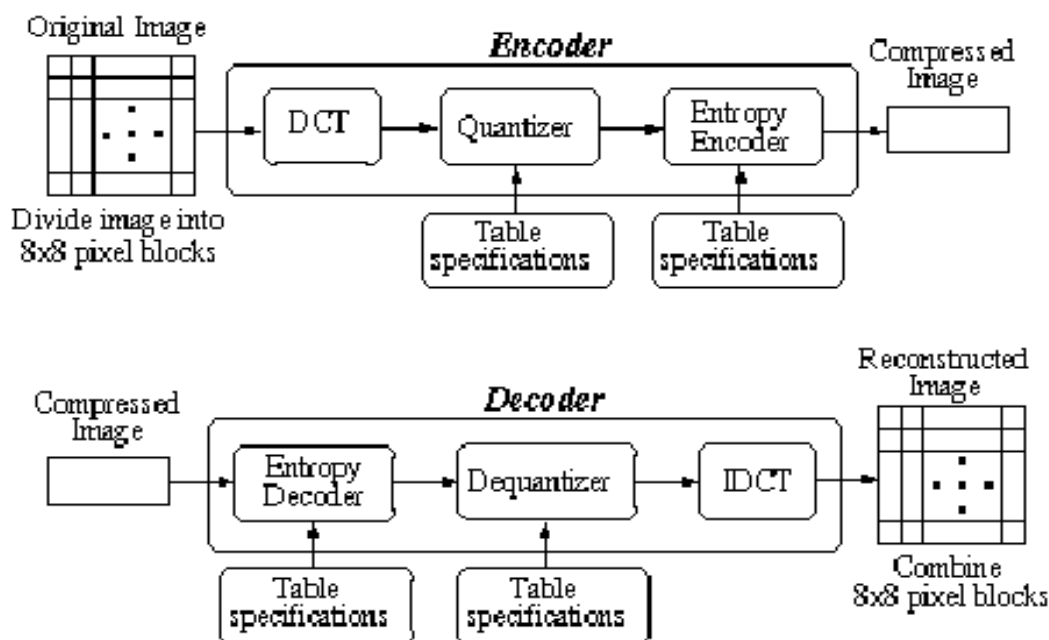 Original Image
Encoder
Compressed
Image
DCT
Quantizer
Entropy
Encoder
Divide image into
8x8 pixel blocks
Table
specifications
Table
specifications
Compressed
Image
Decoder
Reconstructed
Image
Entropy
Decoder
Dequantizer
IDCT
Table
specifications
Table
specifications
Combine
8x8 pixel blocks